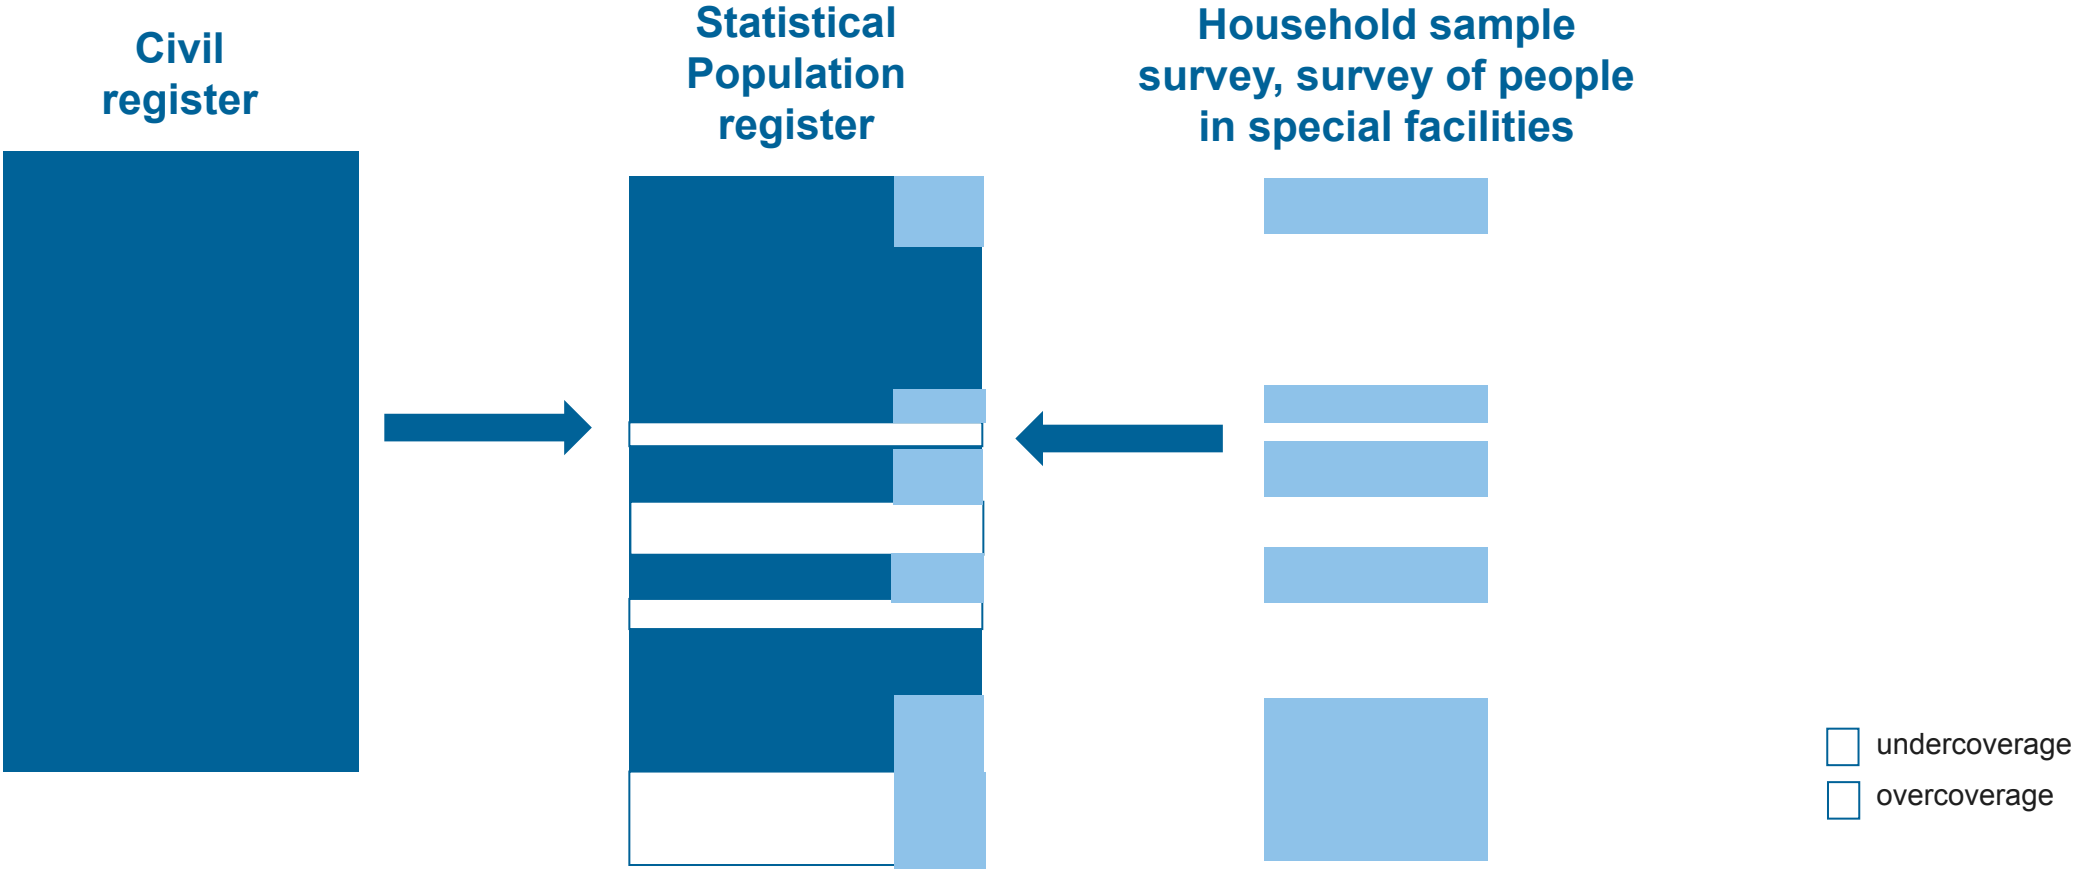 Civil
register
Statistical
Population
register
Household sample
survey, survey of people
in special facilities
undercoverage
overcoverage